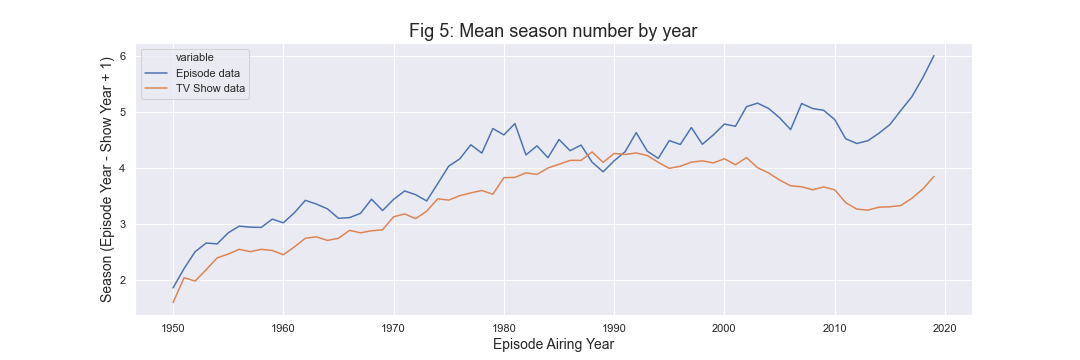 Fig 5: Mean season number by year
variable
Episode data
TV Show data
Season (Episode Year - Show Year + 1)
6
5
4
3
2
1950 1960 1970 1980 1990 2000 2010 2020
Episode Airing Year